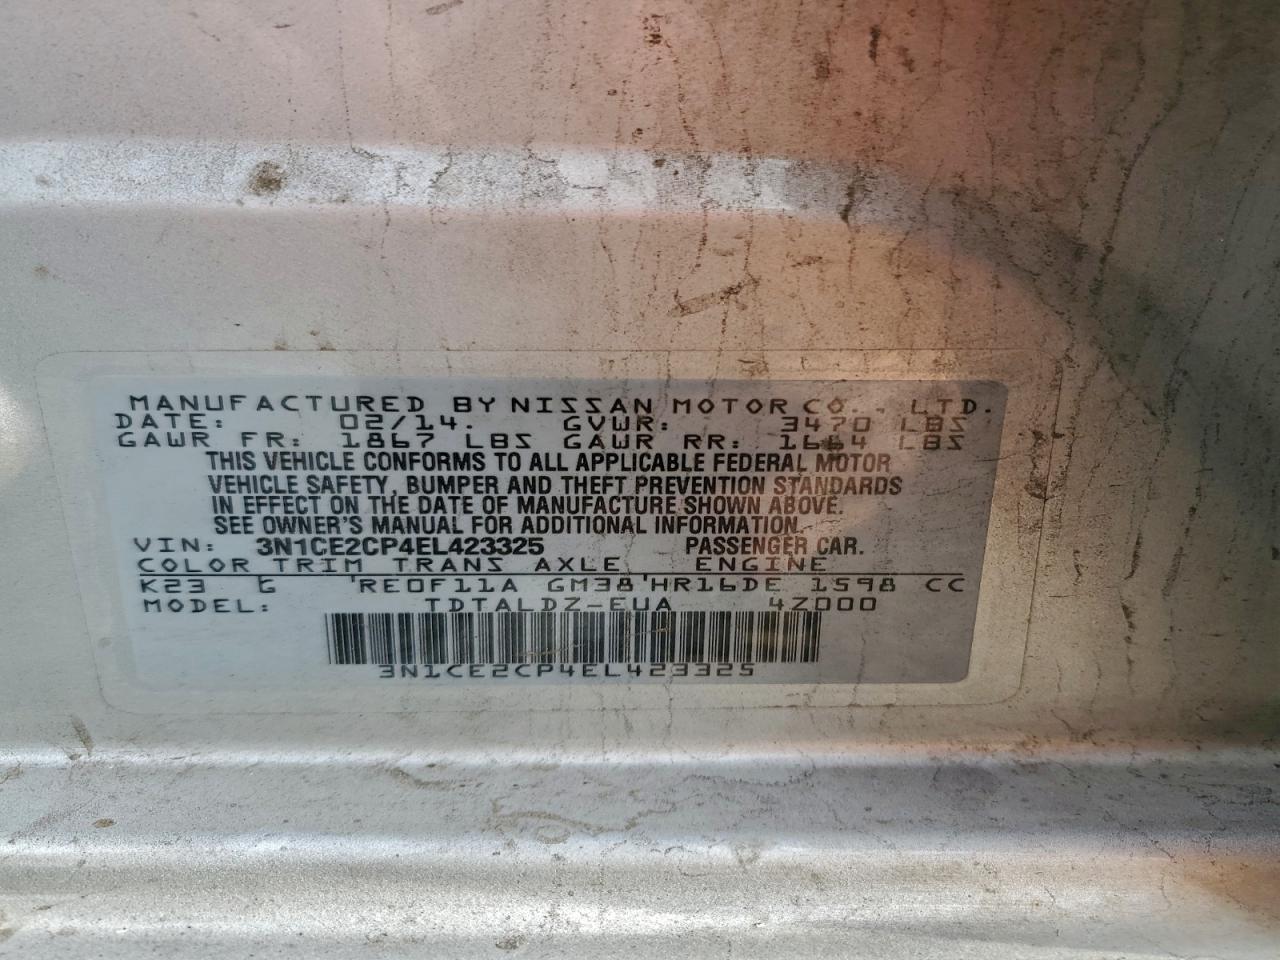 MANUFACTURED BY NISSAN MOTOR CO., LTD.
DATE: 02/14. GVWR: 3470 LBS
GAWR FR: 1867 LBS GAWR RR: 1664 LBS
THIS VEHICLE CONFORMS TO ALL APPLICABLE FEDERAL MOTOR
VEHICLE SAFETY, BUMPER AND THEFT PREVENTION STANDARDS
IN EFFECT ON THE DATE OF MANUFACTURE SHOWN ABOVE.
SEE OWNER'S MANUAL FOR ADDITIONAL INFORMATION.
VIN: 3N1CE2CP4EL423325 PASSENGER CAR.
COLOR TRIM TRANS AXLE ENGINE
K23 G 'RE0F11A GM38'HR16DE 1598 CC
MODEL: TDTALDZ-EUA 4Z000
3N1CE2CP4EL423325